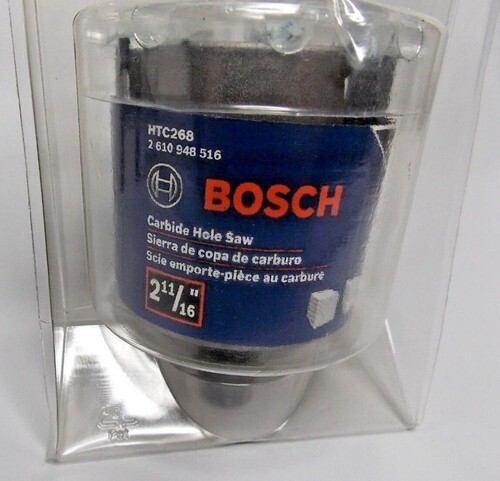 HTC268
2 610 948 516
BOSCH
Carbide Hole Saw
Sierra de copa de carburo
Scie emporte-pièce au carbure
2 11/16"